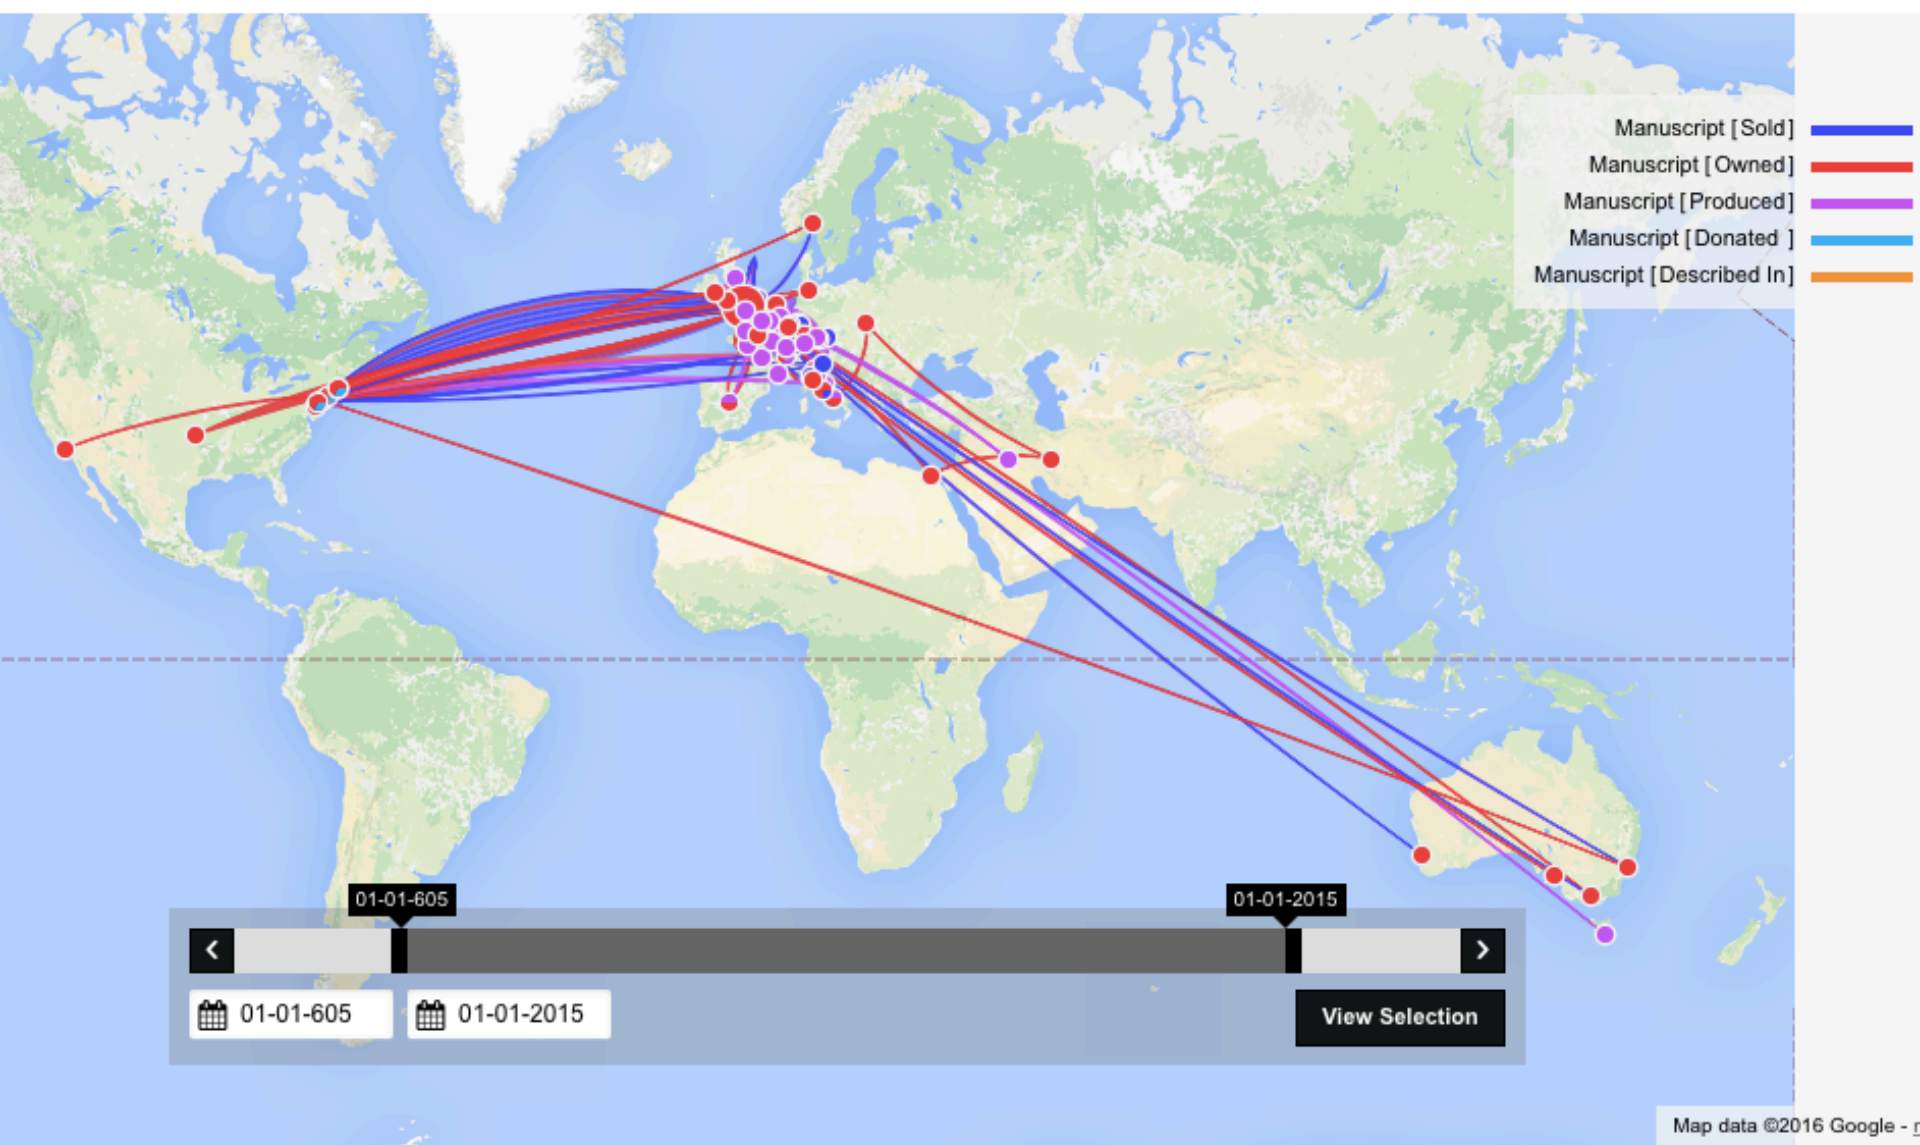 Manuscript [Sold]
Manuscript [Owned]
Manuscript [Produced]
Manuscript [Donated ]
Manuscript [Described In]
01-01-605
01-01-2015
01-01-605
01-01-2015
View Selection
Map data ©2016 Google -